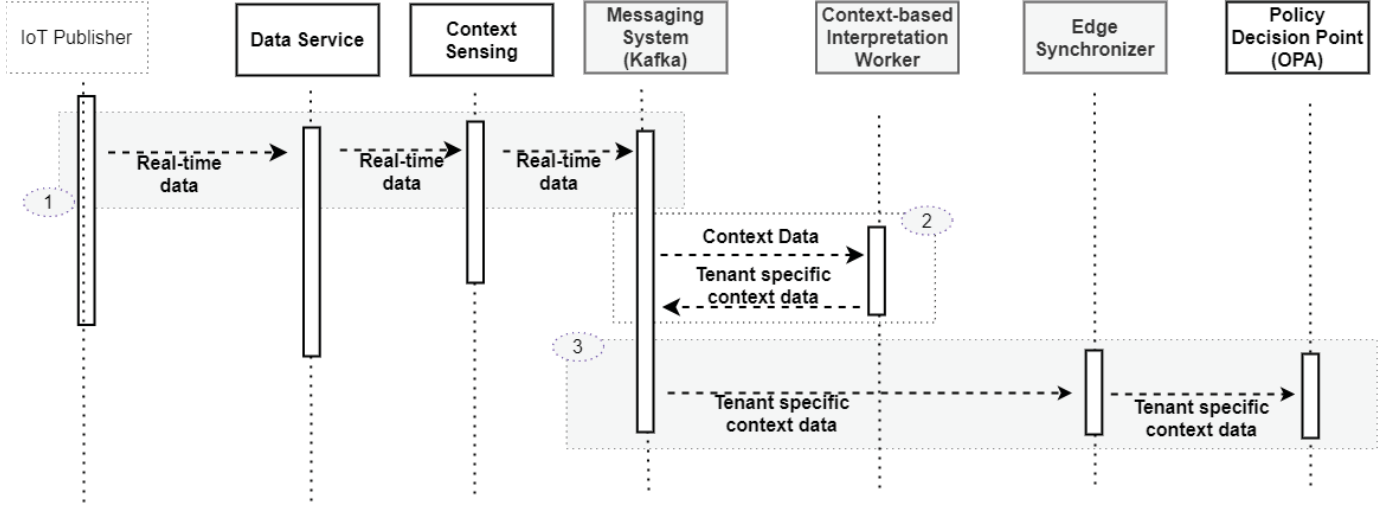 IoT Publisher
Data Service
Context
Sensing
Messaging
System
(Kafka)
Context-based
Interpretation
Worker
Edge
Synchronizer
Policy
Decision Point
(OPA)
Real-time
data
Real-time
data
Real-time
data
1
2
Context Data
Tenant specific
context data
3
Tenant specific
context data
Tenant specific
context data